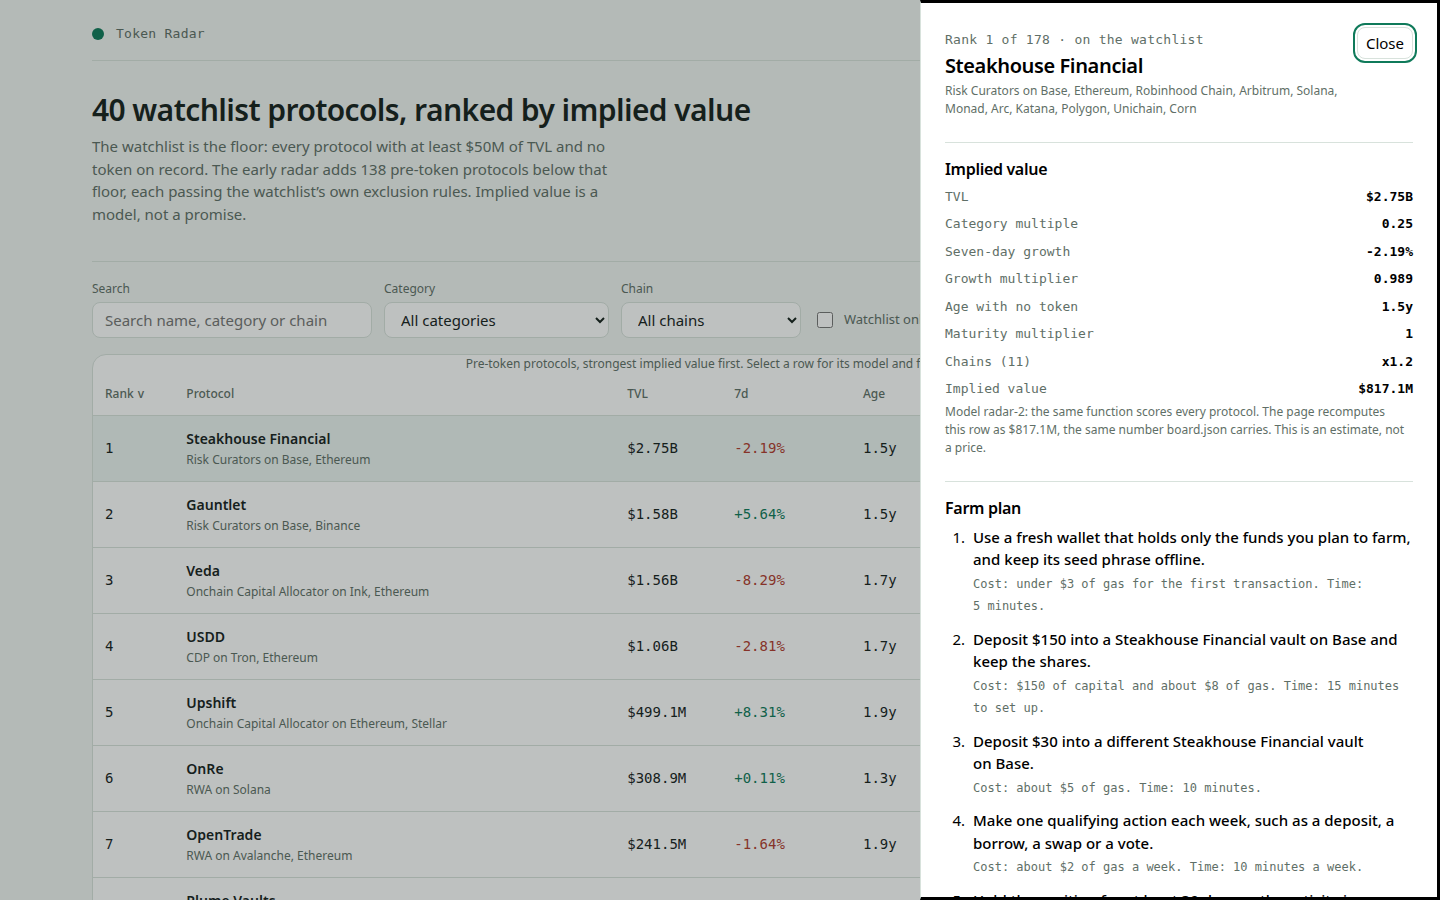 Token Radar
40 watchlist protocols, ranked by implied value
The watchlist is the floor: every protocol with at least $50M of TVL and no
token on record. The early radar adds 138 pre-token protocols below that
floor, each passing the watchlist's own exclusion rules. Implied value is a
model, not a promise.
Search
Category
Chain
Search name, category or chain
All categories
All chains
Watchlist on
Pre-token protocols, strongest implied value first. Select a row for its model and f
Rank v Protocol TVL 7d Age
1 Steakhouse Financial $2.75B -2.19% 1.5y
Risk Curators on Base, Ethereum
2 Gauntlet $1.58B +5.64% 1.5y
Risk Curators on Base, Binance
3 Veda $1.56B -8.29% 1.7y
Onchain Capital Allocator on Ink, Ethereum
4 USDD $1.06B -2.81% 1.7y
CDP on Tron, Ethereum
5 Upshift $499.1M +8.31% 1.9y
Onchain Capital Allocator on Ethereum, Stellar
6 OnRe $308.9M +0.11% 1.3y
RWA on Solana
7 OpenTrade $241.5M -1.64% 1.9y
RWA on Avalanche, Ethereum
Rank 1 of 178 · on the watchlist
Close
Steakhouse Financial
Risk Curators on Base, Ethereum, Robinhood Chain, Arbitrum, Solana,
Monad, Arc, Katana, Polygon, Unichain, Corn
Implied value
TVL $2.75B
Category multiple 0.25
Seven-day growth -2.19%
Growth multiplier 0.989
Age with no token 1.5y
Maturity multiplier 1
Chains (11) x1.2
Implied value $817.1M
Model radar-2: the same function scores every protocol. The page recomputes
this row as $817.1M, the same number board.json carries. This is an estimate, not
a price.
Farm plan
1. Use a fresh wallet that holds only the funds you plan to farm,
and keep its seed phrase offline.
Cost: under $3 of gas for the first transaction. Time:
5 minutes.
2. Deposit $150 into a Steakhouse Financial vault on Base and
keep the shares.
Cost: $150 of capital and about $8 of gas. Time: 15 minutes
to set up.
3. Deposit $30 into a different Steakhouse Financial vault
on Base.
Cost: about $5 of gas. Time: 10 minutes.
4. Make one qualifying action each week, such as a deposit, a
borrow, a swap or a vote.
Cost: about $2 of gas a week. Time: 10 minutes a week.